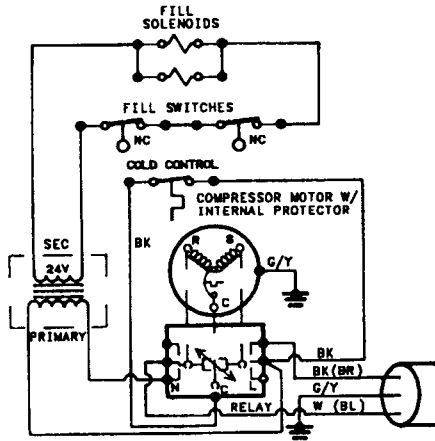 FILL
SOLENOIDS
FILL SWITCHES
NC
NC
COLD CONTROL
COMPRESSOR MOTOR W/
INTERNAL PROTECTOR
BK
SEC
24V
PRIMARY
R
S
G/Y
C
N
L
C
RELAY
BK
BK(BR)
G/Y
W (BL)